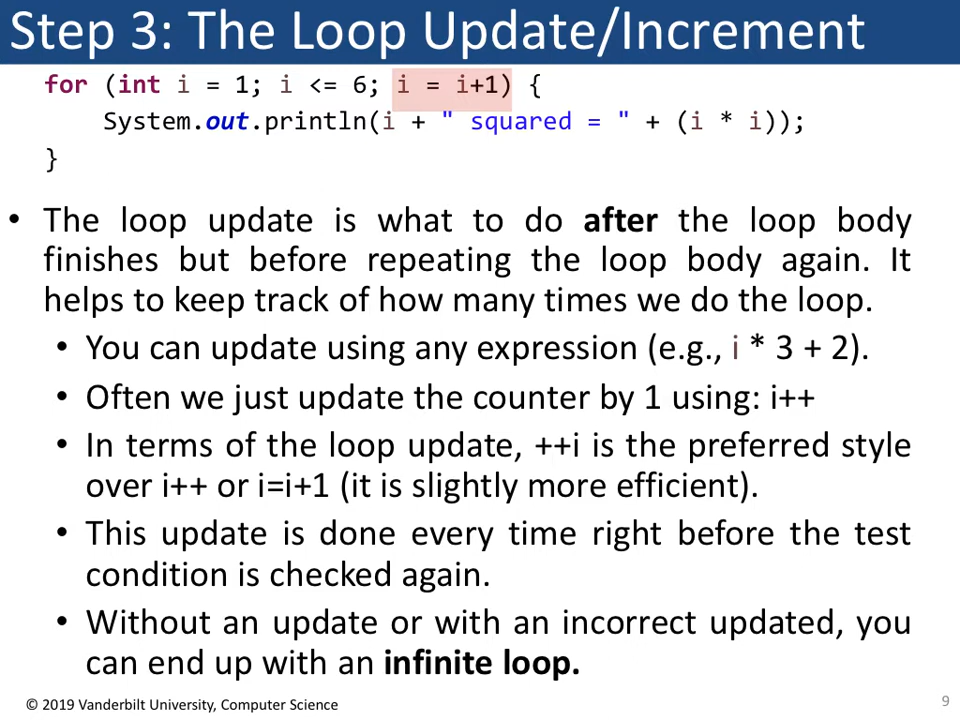 Step 3: The Loop Update/Increment
for (int i = 1; i <= 6; i = i+1) {
System.out.println(i + " squared = " + (i * i));
}
• The loop update is what to do after the loop body
finishes but before repeating the loop body again. It
helps to keep track of how many times we do the loop.
• You can update using any expression (e.g., i * 3 + 2).
• Often we just update the counter by 1 using: i++
• In terms of the loop update, ++i is the preferred style
over i++ or i=i+1 (it is slightly more efficient).
• This update is done every time right before the test
condition is checked again.
• Without an update or with an incorrect updated, you
can end up with an infinite loop.
© 2019 Vanderbilt University, Computer Science
9